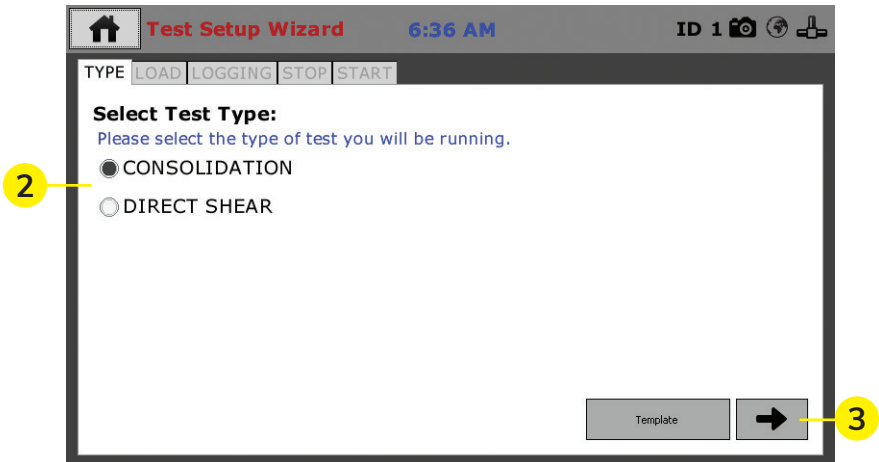 Test Setup Wizard 6:36 AM ID 1
TYPE LOAD LOGGING STOP START
Select Test Type:
Please select the type of test you will be running.
CONSOLIDATION
2
DIRECT SHEAR
Template
3